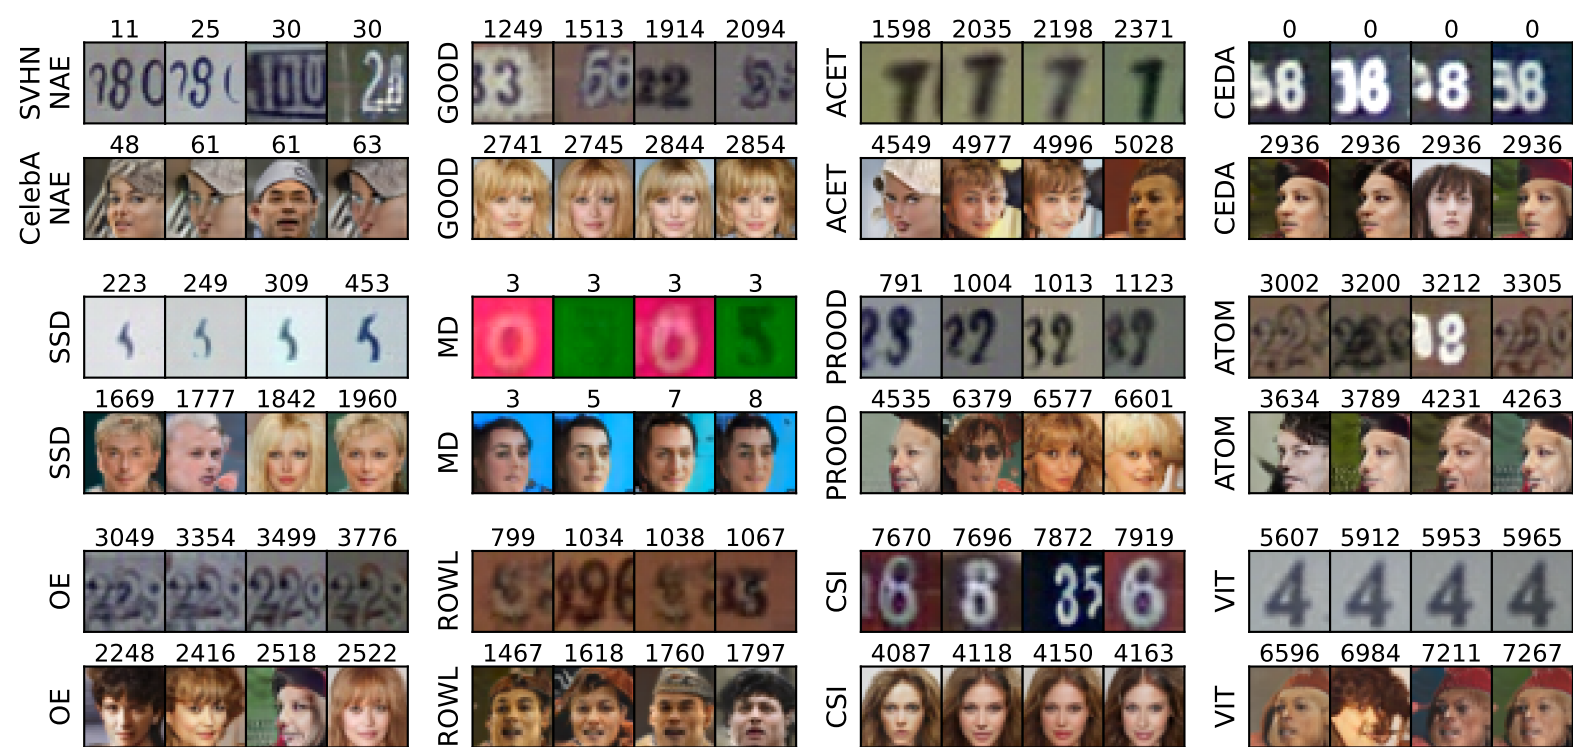 11 25 30 30
SVHN NAE
1249 1513 1914 2094
GOOD
1598 2035 2198 2371
ACET
0 0 0 0
CEDA
48 61 61 63
CelebA NAE
2741 2745 2844 2854
GOOD
4549 4977 4996 5028
ACET
2936 2936 2936 2936
CEDA
223 249 309 453
SSD
3 3 3 3
MD
791 1004 1013 1123
PROOD
3002 3200 3212 3305
ATOM
1669 1777 1842 1960
SSD
3 5 7 8
MD
4535 6379 6577 6601
PROOD
3634 3789 4231 4263
ATOM
3049 3354 3499 3776
OE
799 1034 1038 1067
ROWL
7670 7696 7872 7919
CSI
5607 5912 5953 5965
VIT
2248 2416 2518 2522
OE
1467 1618 1760 1797
ROWL
4087 4118 4150 4163
CSI
6596 6984 7211 7267
VIT